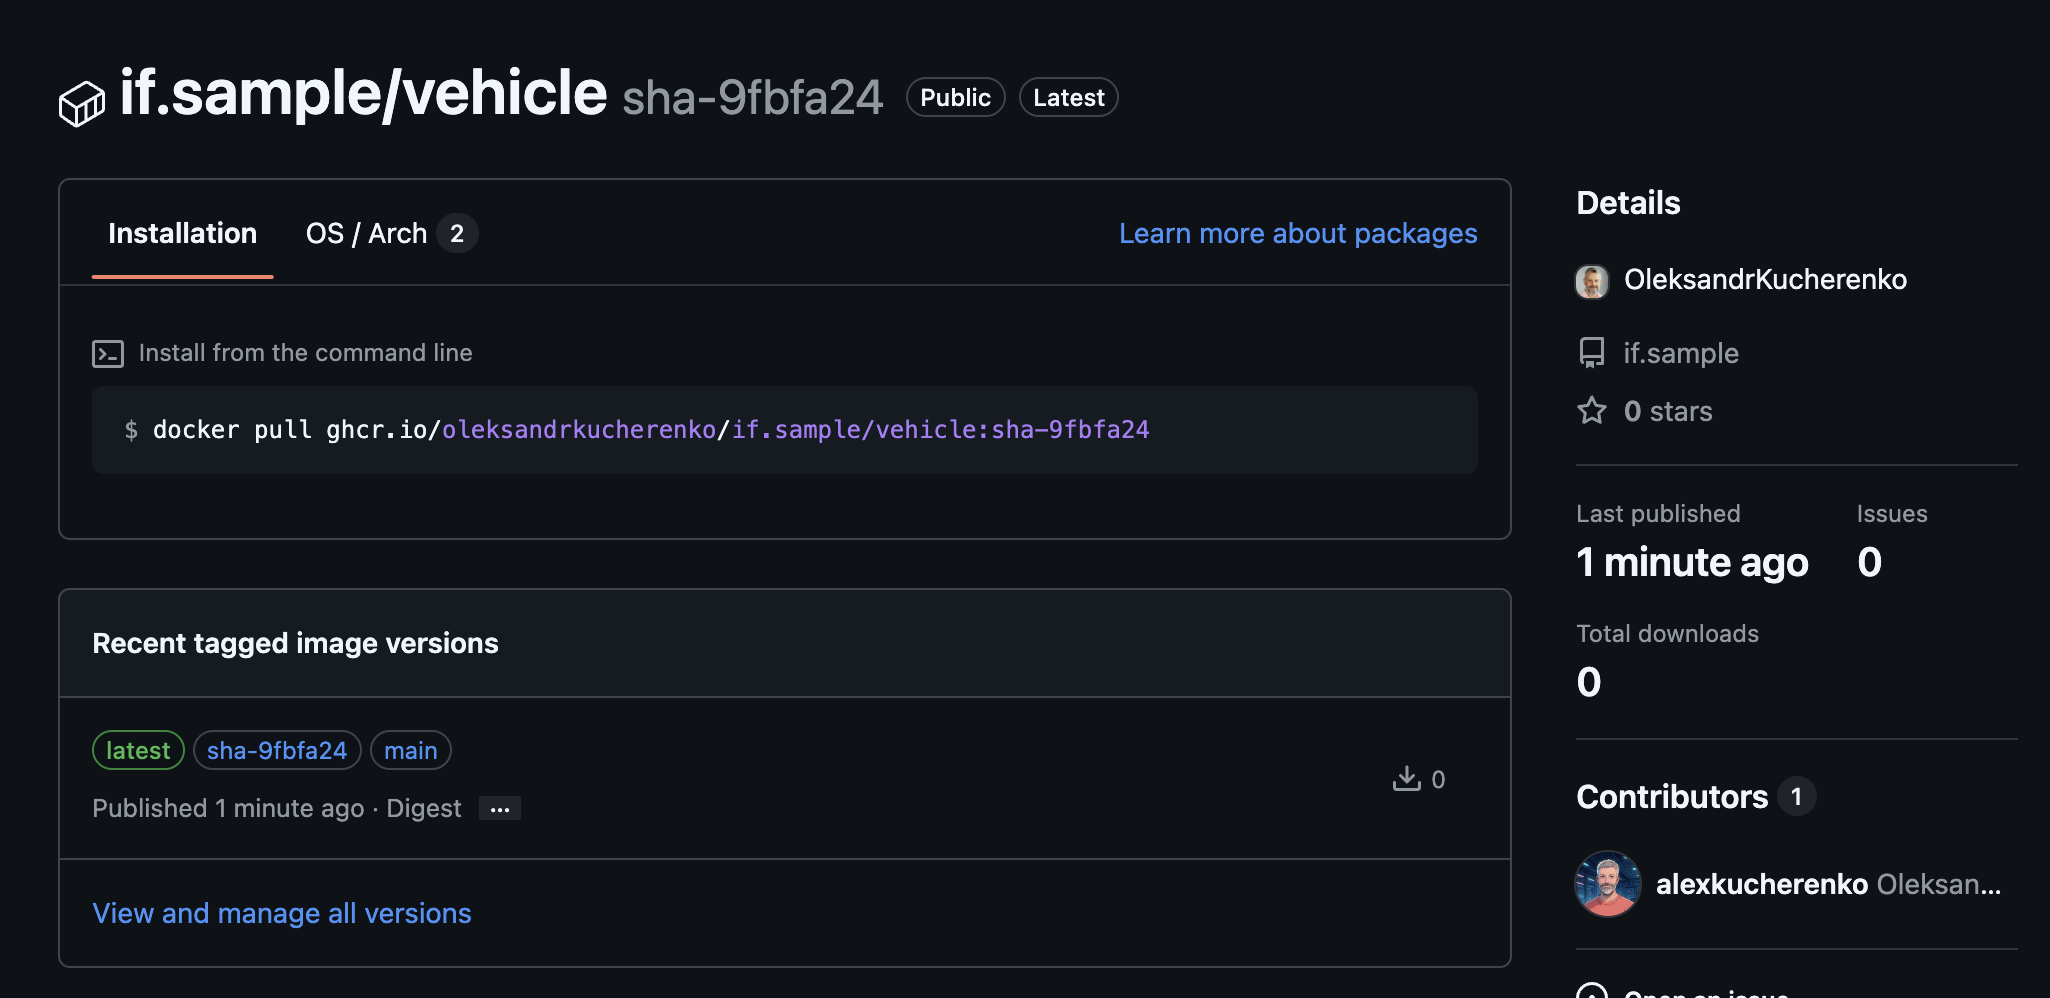 if.sample/vehicle sha-9fbfa24 Public Latest
Installation OS / Arch 2 Learn more about packages
Install from the command line
$ docker pull ghcr.io/oleksandrkucherenko/if.sample/vehicle:sha-9fbfa24
Recent tagged image versions
latest sha-9fbfa24 main
0
Published 1 minute ago · Digest ...
View and manage all versions
Details
OleksandrKucherenko
if.sample
0 stars
Last published Issues
1 minute ago 0
Total downloads
0
Contributors 1
alexkucherenko Oleksan...
Open an issue